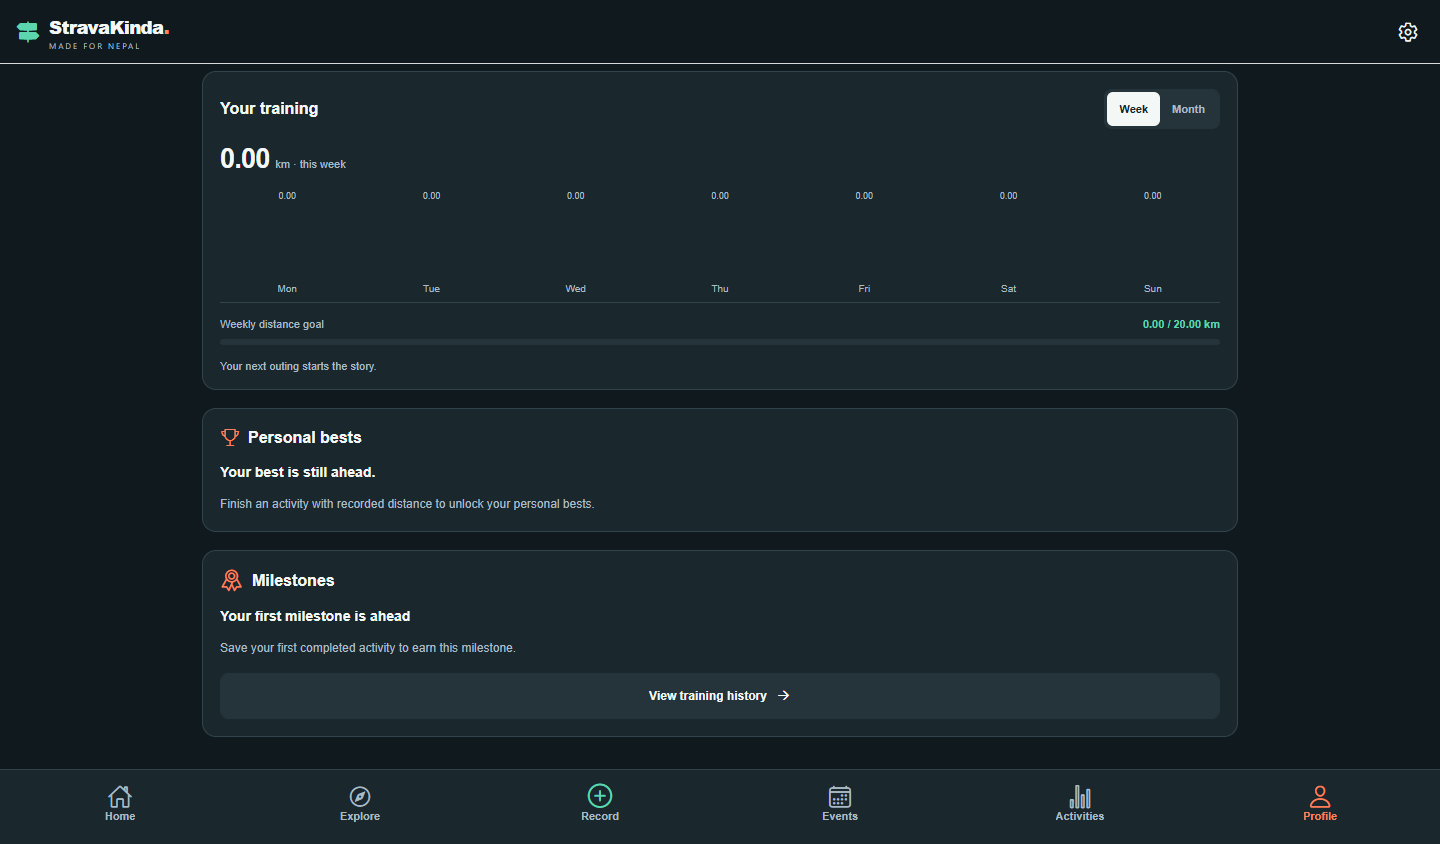 StravaKinda.
MADE FOR NEPAL
Your training
Week Month
0.00 km · this week
0.00 0.00 0.00 0.00 0.00 0.00 0.00
Mon Tue Wed Thu Fri Sat Sun
Weekly distance goal 0.00 / 20.00 km
Your next outing starts the story.
Personal bests
Your best is still ahead.
Finish an activity with recorded distance to unlock your personal bests.
Milestones
Your first milestone is ahead
Save your first completed activity to earn this milestone.
View training history →
Home Explore Record Events Activities Profile